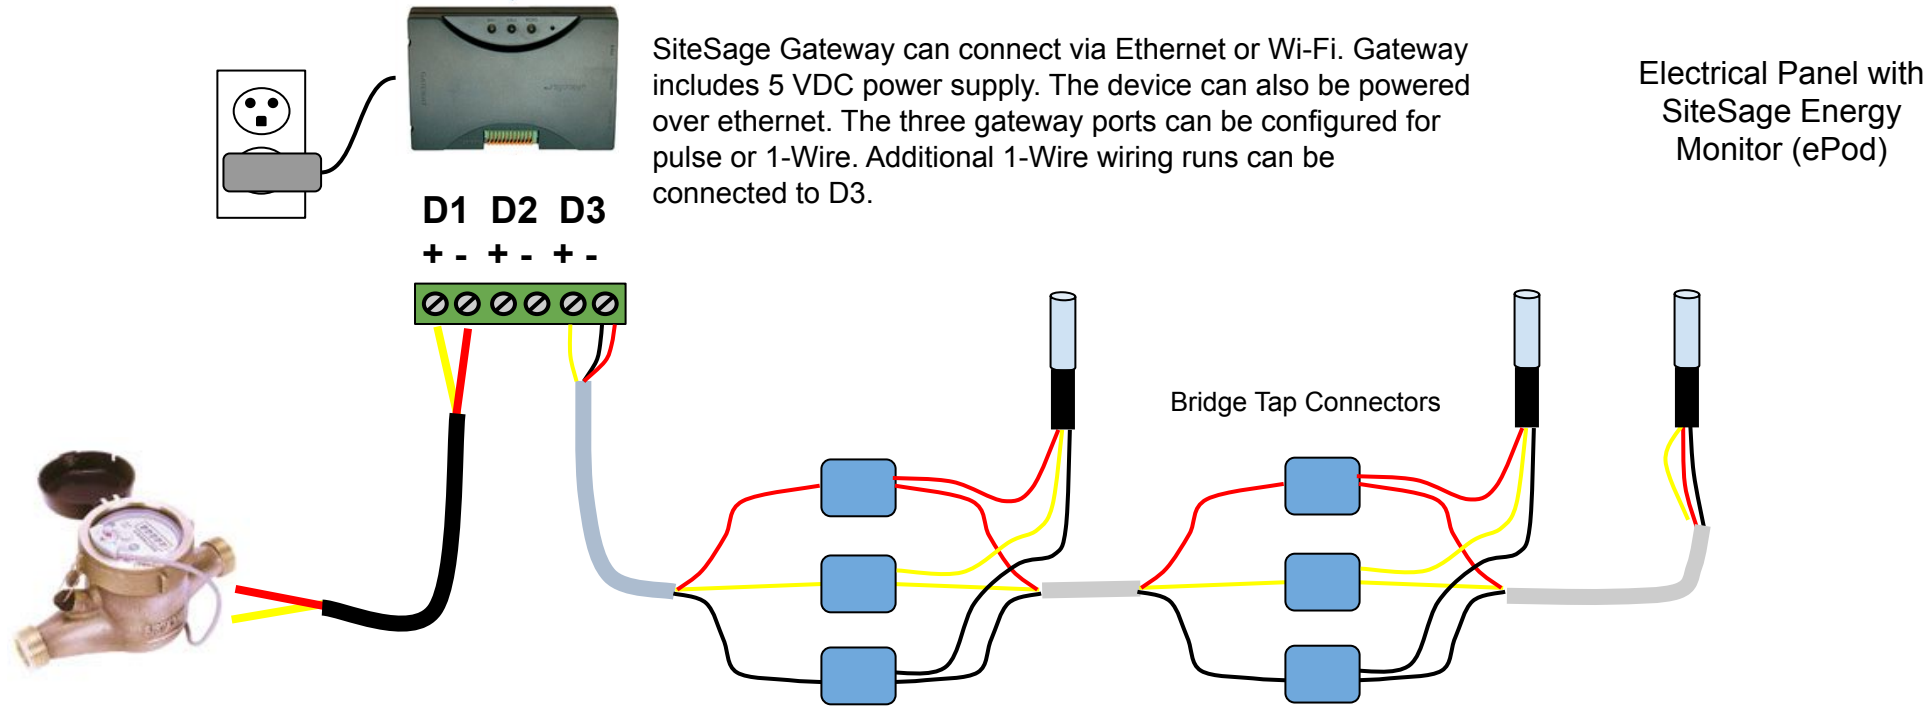 SiteSage Gateway can connect via Ethernet or Wi-Fi. Gateway
includes 5 VDC power supply. The device can also be powered
over ethernet. The three gateway ports can be configured for
pulse or 1-Wire. Additional 1-Wire wiring runs can be
connected to D3.
Electrical Panel with
SiteSage Energy
Monitor (ePod)
D1 D2 D3
+ - + - + -
Bridge Tap Connectors